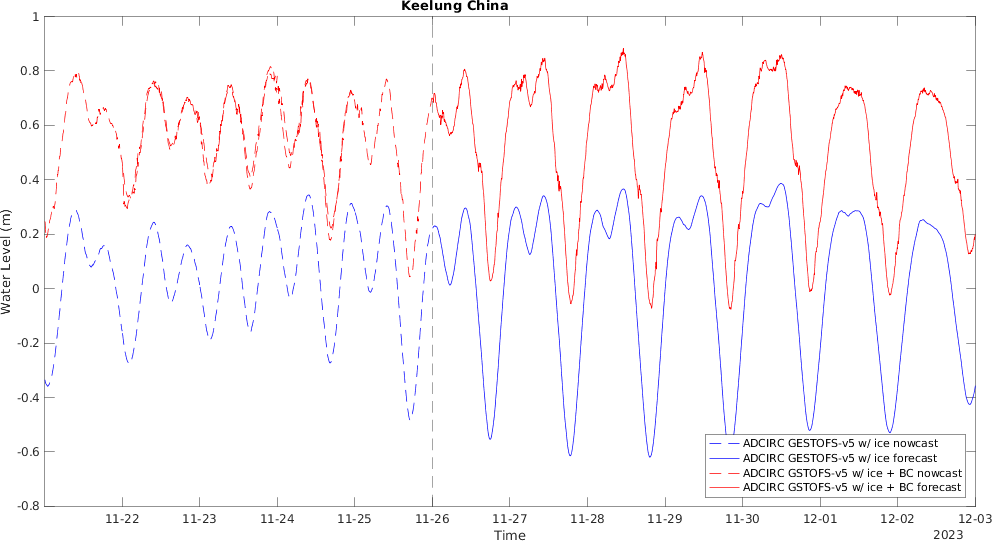 Keelung China
1
0.8
0.6
0.4
0.2
0
-0.2
-0.4
-0.6
-0.8
Water Level (m)
ADCIRC GESTOFS-v5 w/ ice nowcast
ADCIRC GESTOFS-v5 w/ ice forecast
ADCIRC GSTOFS-v5 w/ ice + BC nowcast
ADCIRC GSTOFS-v5 w/ ice + BC forecast
11-22 11-23 11-24 11-25 11-26 11-27 11-28 11-29 11-30 12-01 12-02 12-03
Time
2023